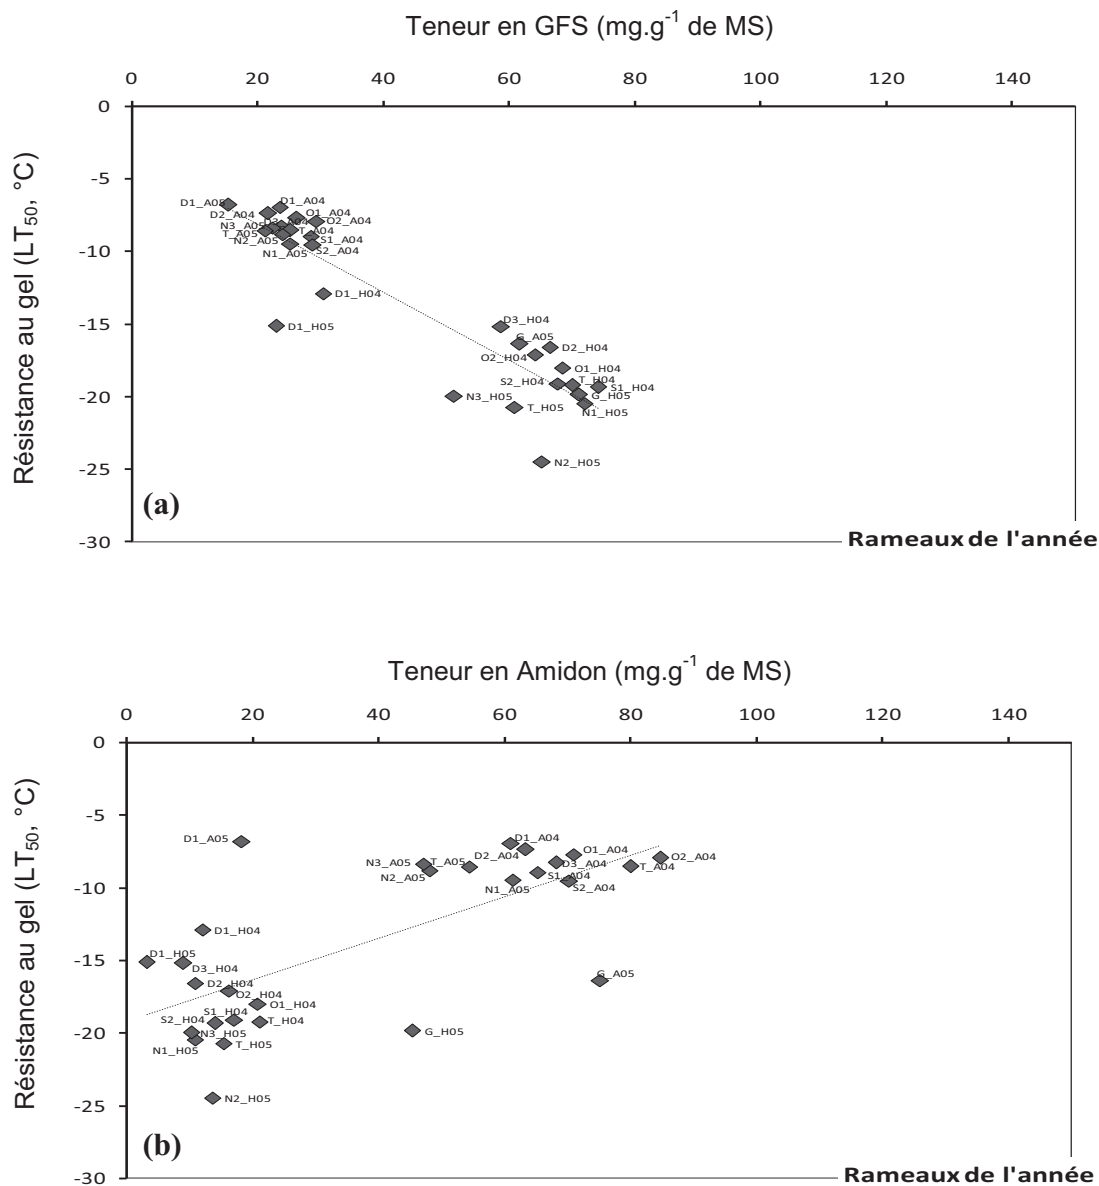 Teneur en GFS (mg.g-1 de MS)
0 20 40 60 80 100 120 140
0
-5
-10
-15
-20
-25
-30
Résistance au gel (LT50, °C)
D1_A05
D1_A04
D2_A04
O1_A04
O2_A04
N3_A05
D3_A04
T_A05
T_A04
N2_A05
S1_A04
N1_A05
S2_A04
D1_H04
D1_H05
D3_H04
G_A05
D2_H04
O2_H04
O1_H04
S2_H04
T_H04
S1_H04
N3_H05
G_H05
T_H05
N1_H05
N2_H05
(a)
Rameaux de l'année
Teneur en Amidon (mg.g-1 de MS)
0 20 40 60 80 100 120 140
0
-5
-10
-15
-20
-25
-30
Résistance au gel (LT50, °C)
D1_A05
D1_A04
N3_A05
T_A05
D2_A04
O1_A04
O2_A04
N2_A05
D3_A04
T_A04
S1_A04
N1_A05
S2_A04
D1_H04
D1_H05
D3_H04
G_A05
D2_H04
O2_H04
O1_H04
S1_H04
S2_H04
T_H04
N3_H05
G_H05
N1_H05
T_H05
N2_H05
(b)
Rameaux de l'année